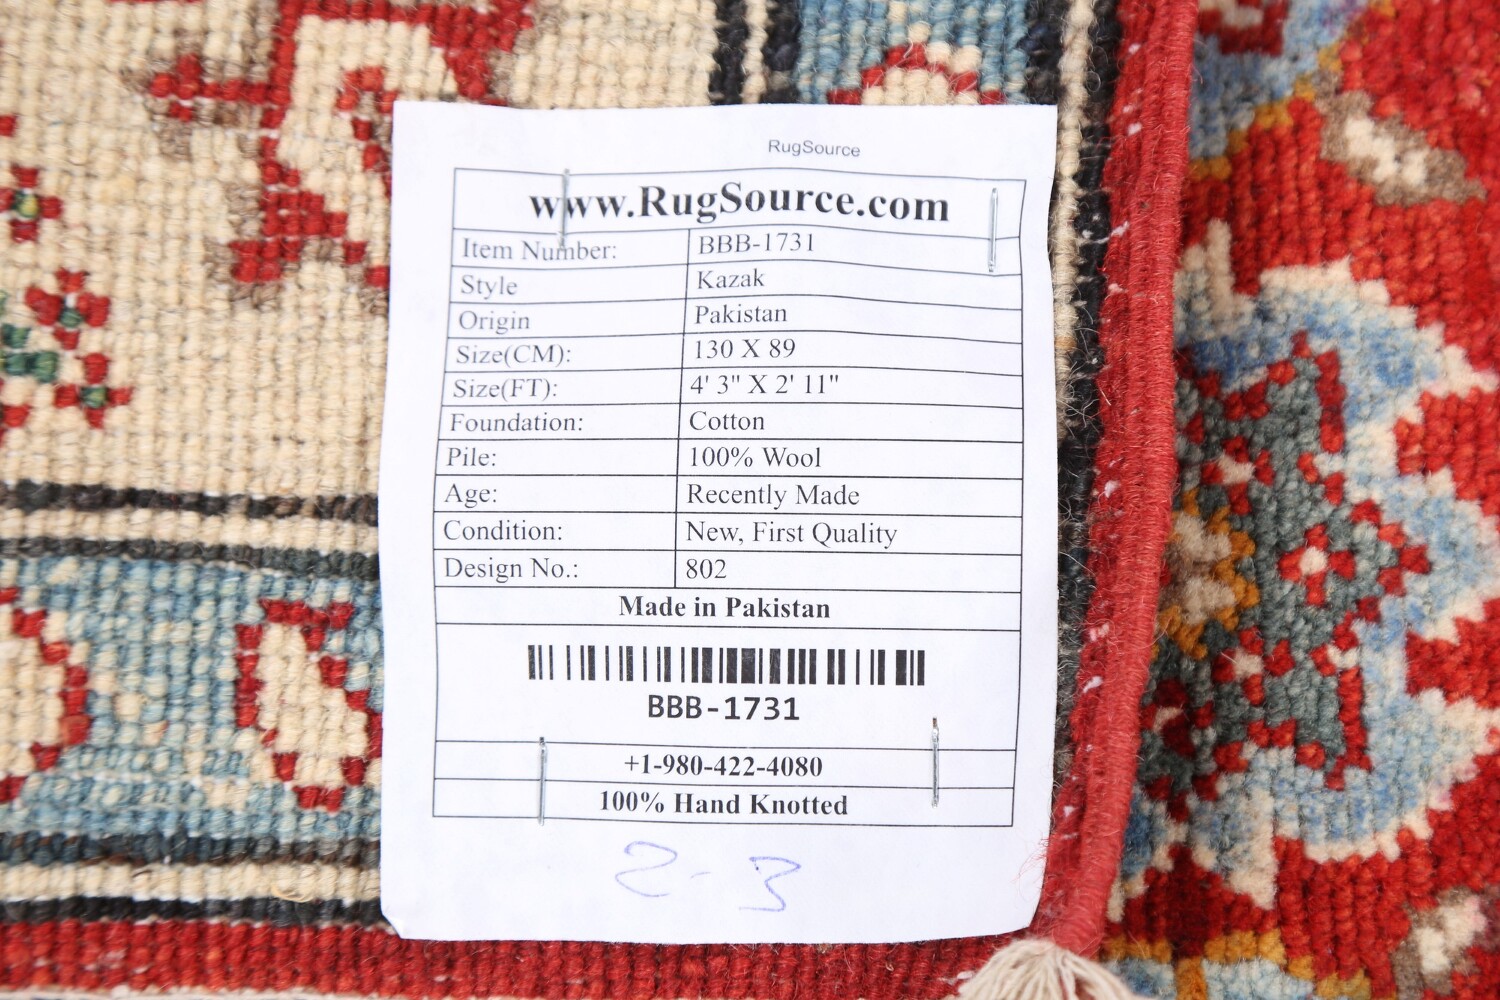 RugSource
www.RugSource.com
Item Number: BBB-1731
Style Kazak
Origin Pakistan
Size(CM): 130 X 89
Size(FT): 4' 3" X 2' 11"
Foundation: Cotton
Pile: 100% Wool
Age: Recently Made
Condition: New, First Quality
Design No.: 802
Made in Pakistan
BBB-1731
+1-980-422-4080
100% Hand Knotted
2-3